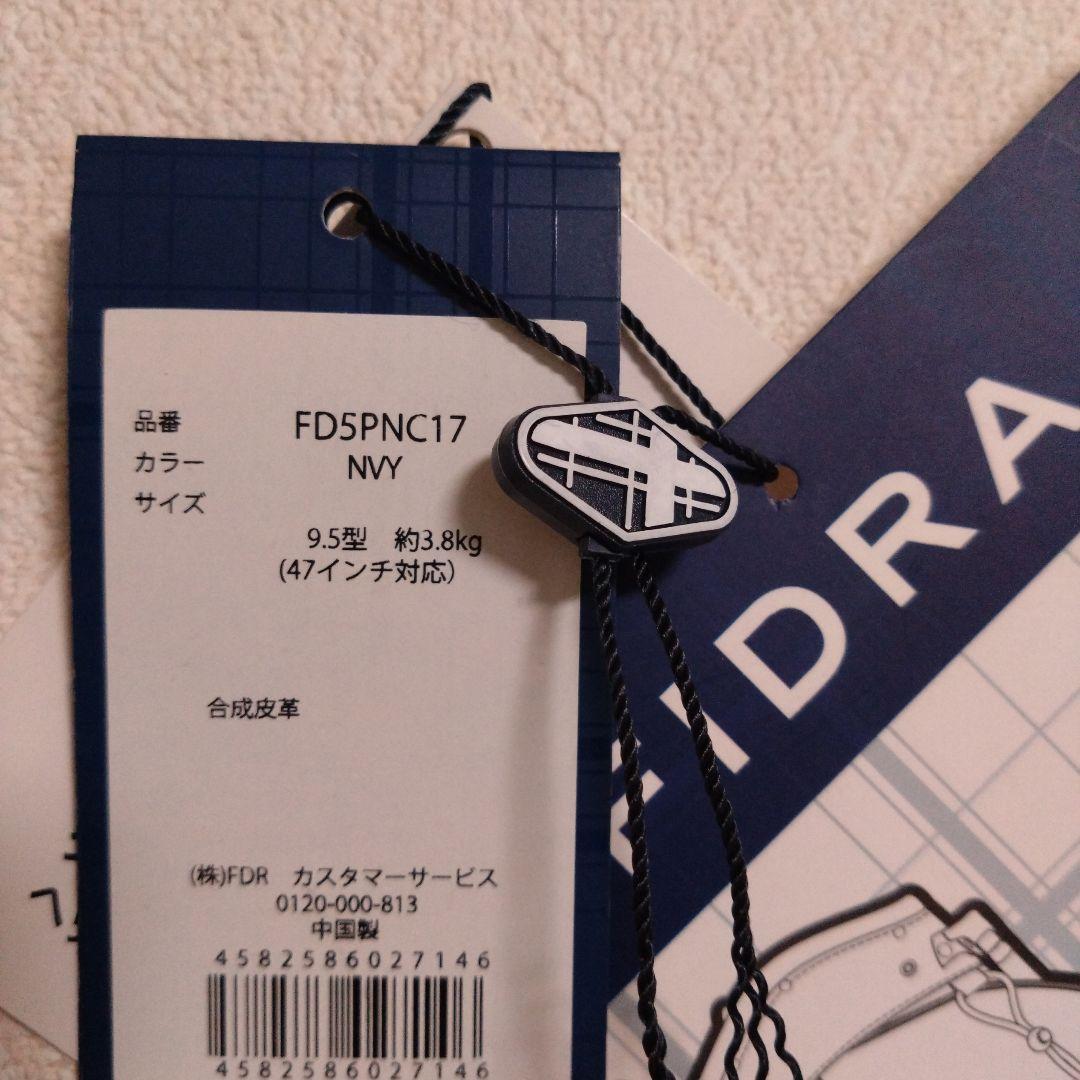 品番 FD5PNC17
カラー NVY
サイズ
9.5型 約3.8kg
(47インチ対応)
合成皮革
(株)FDR カスタマーサービス
0120-000-813
中国製
4582586027146
4582586027146
FIDRA